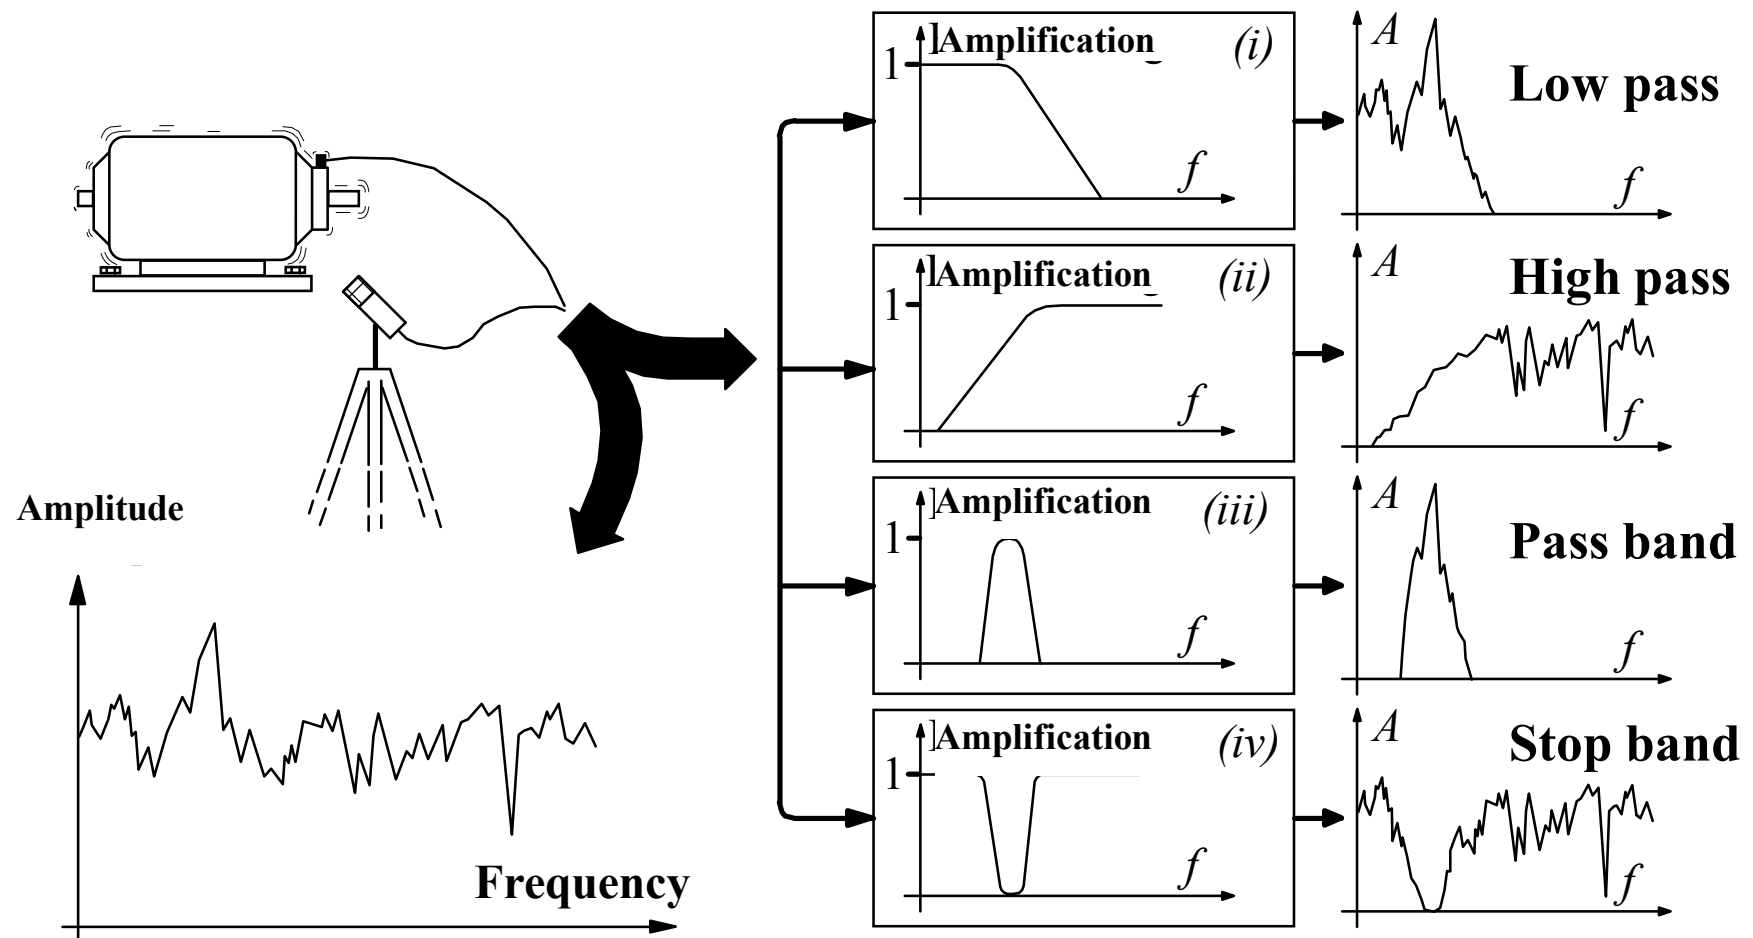 Amplification
(i)
1
f
A
Low pass
f
Amplification
(ii)
1
f
A
High pass
f
Amplification
(iii)
1
f
A
Pass band
f
Amplification
(iv)
1
f
A
Stop band
f
Amplitude
Frequency